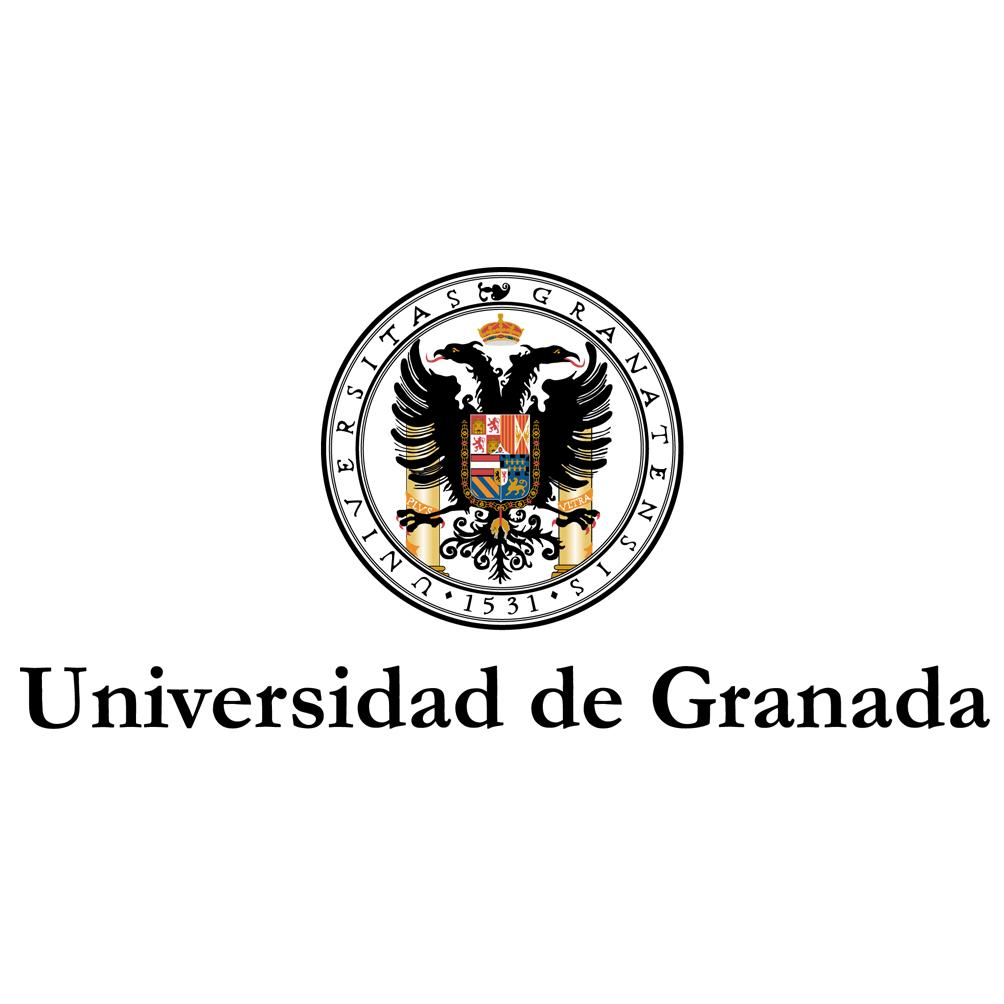 UNIVERSITAS GRANATENSIS
• 1531 •
PLVS VLTRA
Universidad de Granada